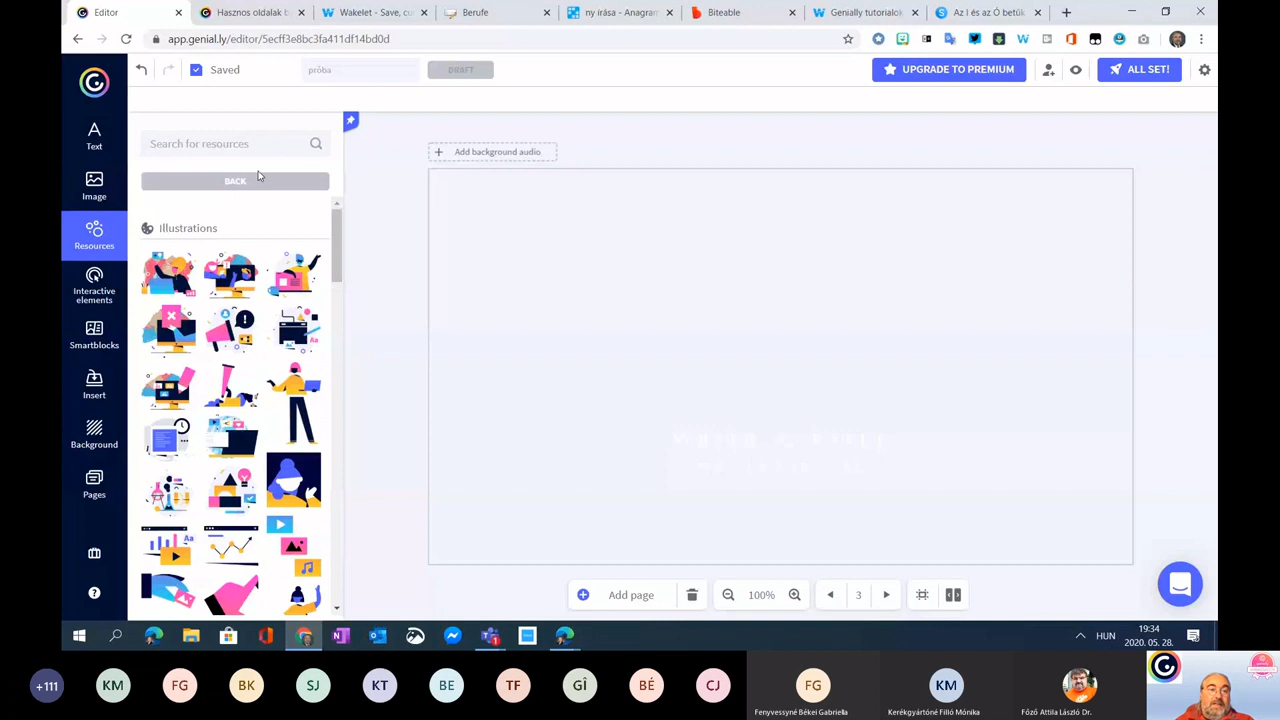 Editor
Hasznos oldalak b
Wakelet - Save, cu
Berufe
ny írása - Anagram
Biteable
Genially tutorialok
Az I és az Ó betűk
app.genial.ly/editor/5ecff3e8bc3fa411df14bd0d
Saved
próba
DRAFT
UPGRADE TO PREMIUM
ALL SET!
Text
Image
Resources
Interactive
elements
Smartblocks
Insert
Background
Pages
Search for resources
BACK
Illustrations
Aa
Aa
Add background audio
Add page
100%
3
HUN
19:34
2020. 05. 28.
+111
KM
FG
BK
SJ
KT
BE
TF
GÍ
BÉ
CJ
FG
Fenyvessyné Békei Gabriella
KM
Kerékgyártóné Filló Mónika
Főző Attila László Dr.